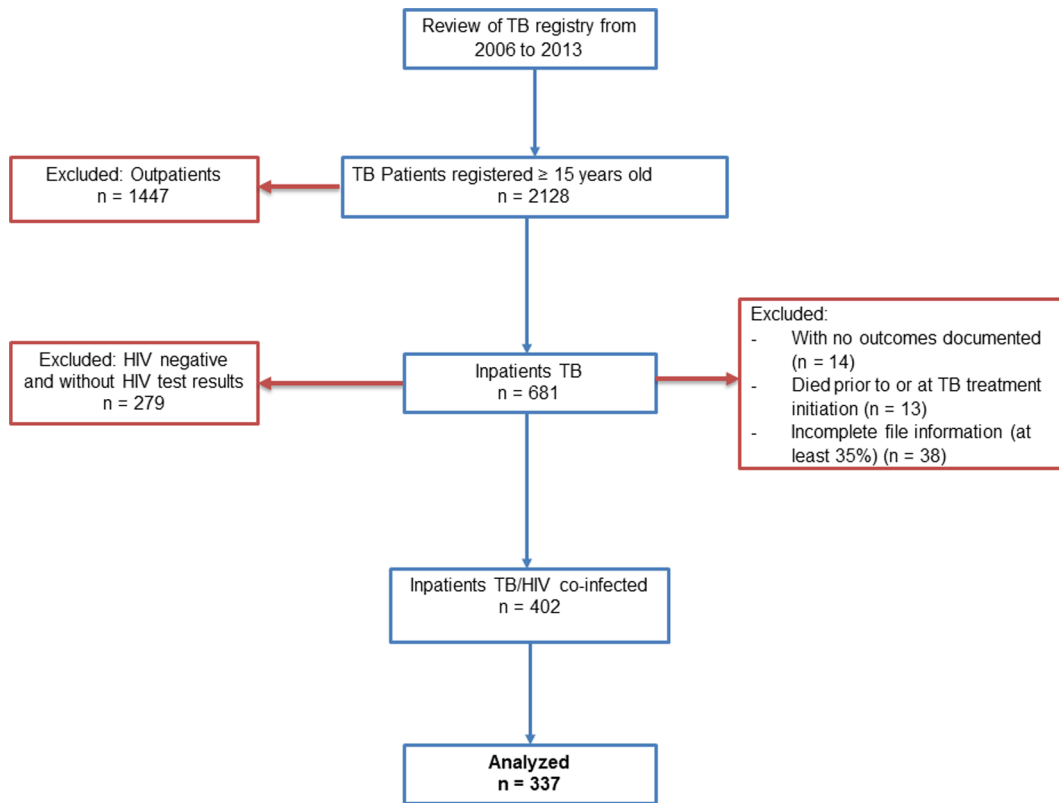 Review of TB registry from
2006 to 2013
Excluded: Outpatients
n = 1447
TB Patients registered ≥ 15 years old
n = 2128
Excluded: HIV negative
and without HIV test results
n = 279
Inpatients TB
n = 681
Excluded:
- With no outcomes documented
(n = 14)
- Died prior to or at TB treatment
initiation (n = 13)
- Incomplete file information (at
least 35%) (n = 38)
Inpatients TB/HIV co-infected
n = 402
Analyzed
n = 337